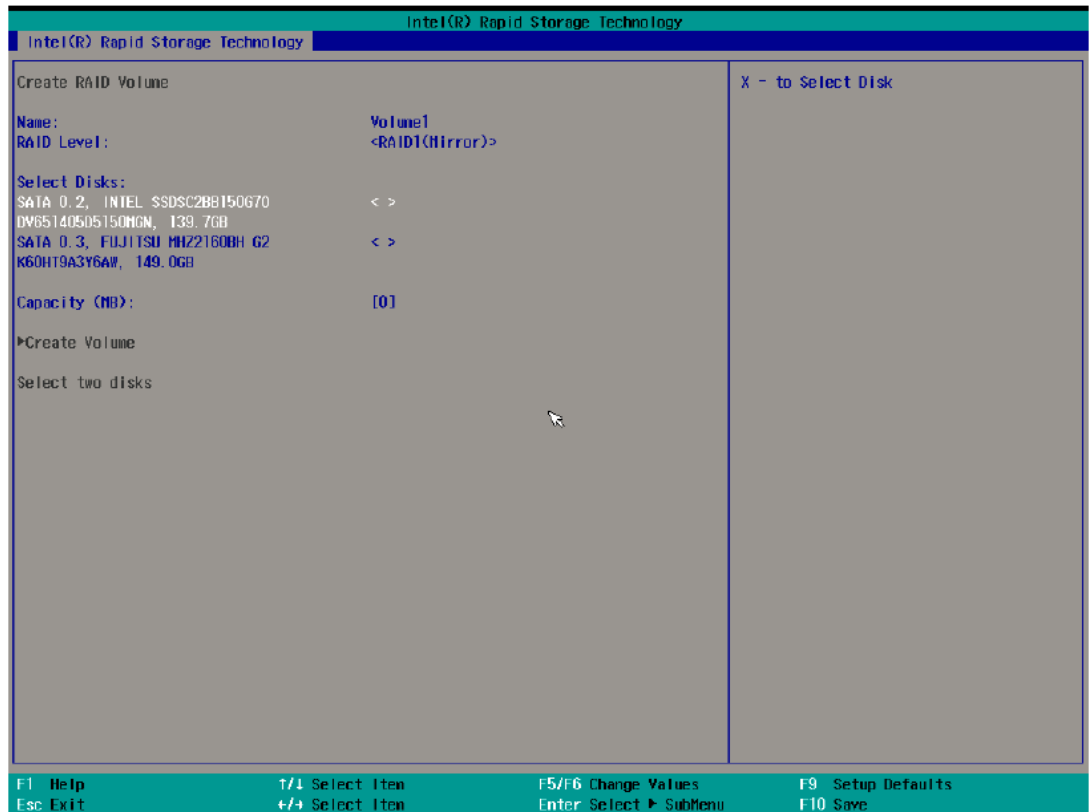 Intel(R) Rapid Storage Technology
Intel(R) Rapid Storage Technology
Create RAID Volume
X - to Select Disk
Name: Volume1
RAID Level: <RAID1(Mirror)>
Select Disks:
SATA 0.2, INTEL SSDSC2BB150G70 < >
DV651405D5150MGN, 139.7GB
SATA 0.3, FUJITSU MHZ2160BH G2 < >
K60HT9A3Y6AW, 149.0GB
Capacity (MB): [0]
▶Create Volume
Select two disks
F1 Help ↑/↓ Select Item F5/F6 Change Values F9 Setup Defaults
Esc Exit ←/→ Select Item Enter Select ▶ SubMenu F10 Save